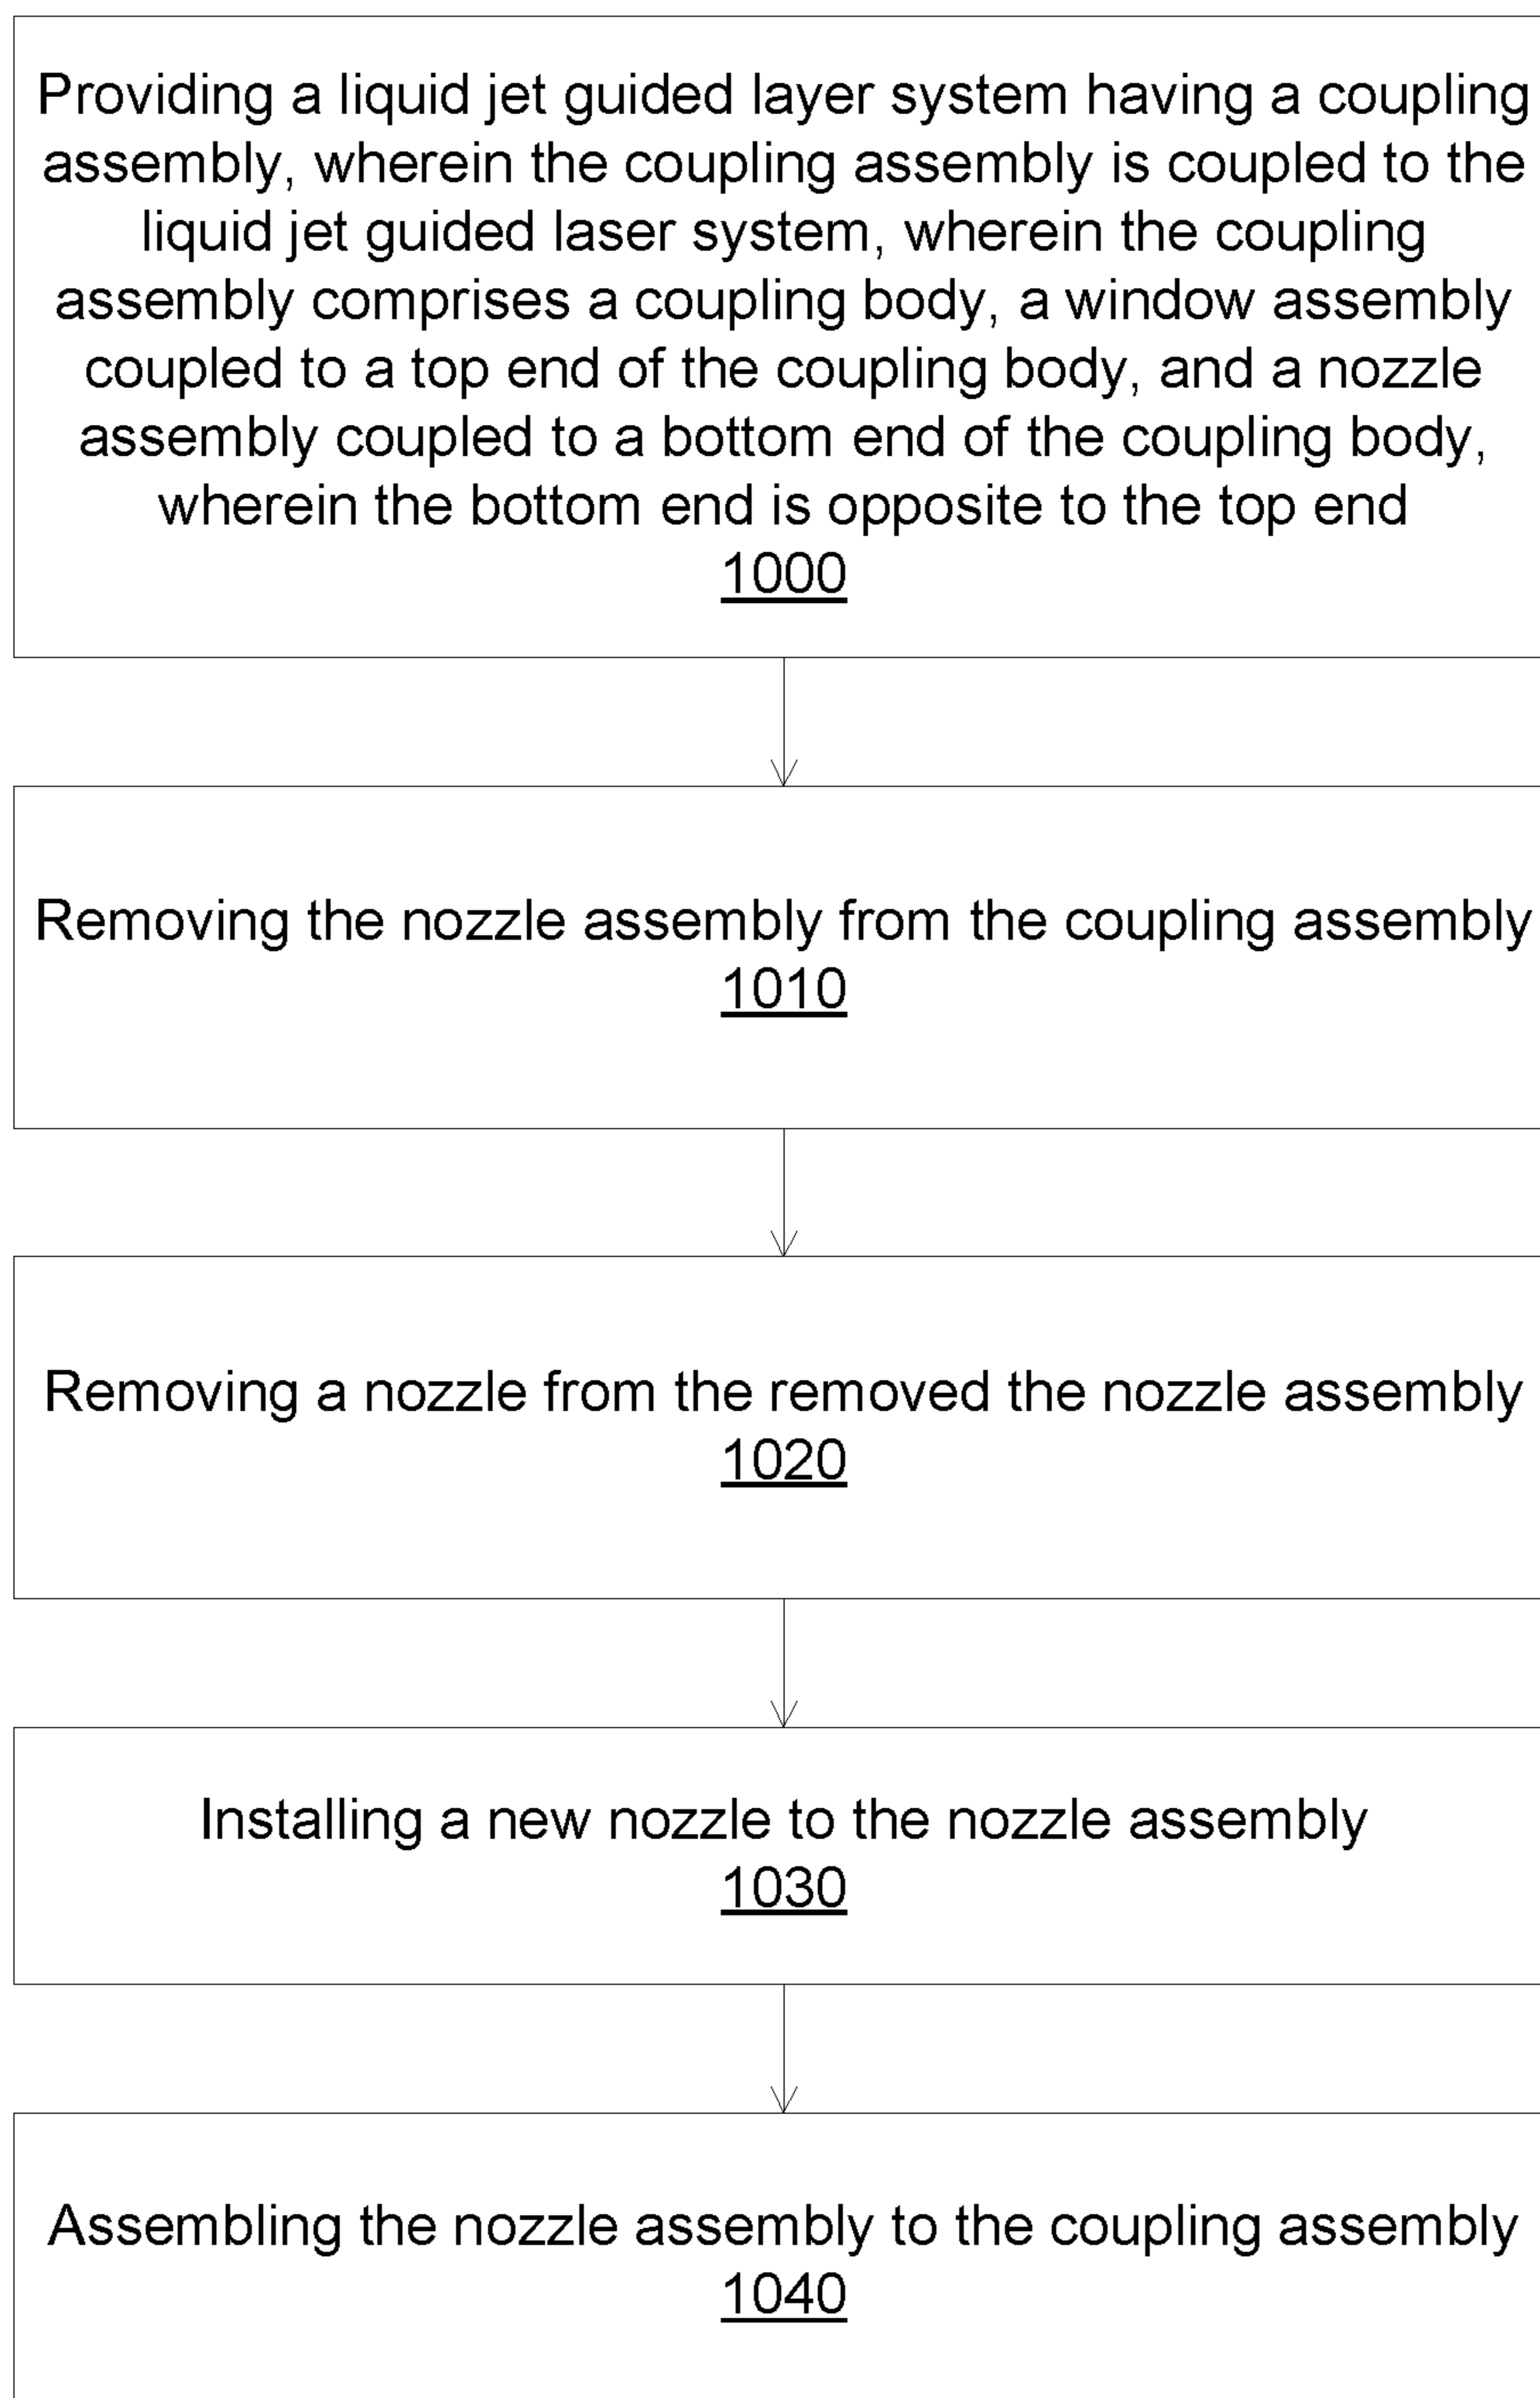 Providing a liquid jet guided layer system having a coupling
assembly, wherein the coupling assembly is coupled to the
liquid jet guided laser system, wherein the coupling
assembly comprises a coupling body, a window assembly
coupled to a top end of the coupling body, and a nozzle
assembly coupled to a bottom end of the coupling body,
wherein the bottom end is opposite to the top end
1000
Removing the nozzle assembly from the coupling assembly
1010
Removing a nozzle from the removed the nozzle assembly
1020
Installing a new nozzle to the nozzle assembly
1030
Assembling the nozzle assembly to the coupling assembly
1040